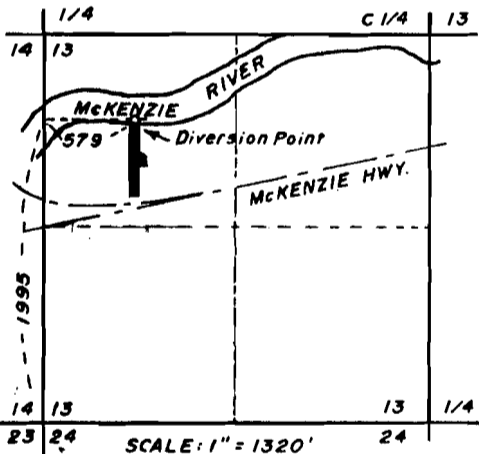 1/4 C 1/4 13
14 13
RIVER
McKENZIE
579 Diversion Point
McKENZIE HWY.
1995
14 13 13 1/4
23 24 24
SCALE: 1" = 1320'